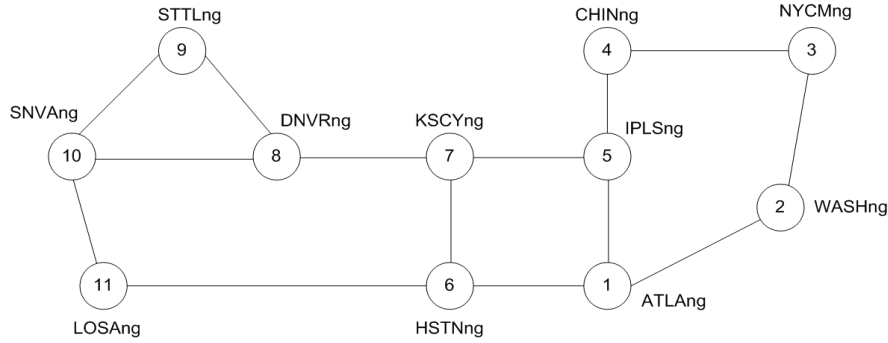 STTLng
9
CHINng
4
NYCMng
3
SNVAng
10
DNVRng
8
KSCYng
7
IPLSng
5
2
WASHng
11
LOSAng
6
HSTNng
1
ATLAng